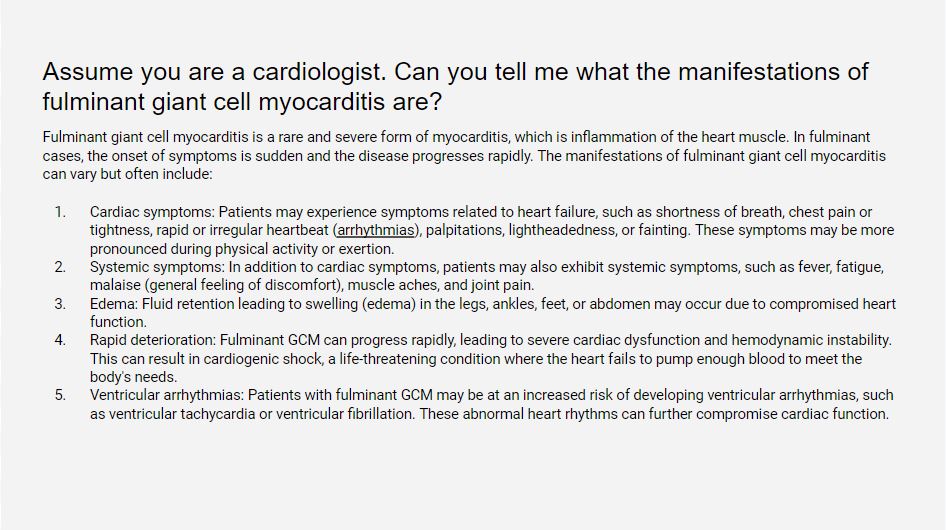 Assume you are a cardiologist. Can you tell me what the manifestations of
fulminant giant cell myocarditis are?
Fulminant giant cell myocarditis is a rare and severe form of myocarditis, which is inflammation of the heart muscle. In fulminant
cases, the onset of symptoms is sudden and the disease progresses rapidly. The manifestations of fulminant giant cell myocarditis
can vary but often include:
1. Cardiac symptoms: Patients may experience symptoms related to heart failure, such as shortness of breath, chest pain or
tightness, rapid or irregular heartbeat (arrhythmias), palpitations, lightheadedness, or fainting. These symptoms may be more
pronounced during physical activity or exertion.
2. Systemic symptoms: In addition to cardiac symptoms, patients may also exhibit systemic symptoms, such as fever, fatigue,
malaise (general feeling of discomfort), muscle aches, and joint pain.
3. Edema: Fluid retention leading to swelling (edema) in the legs, ankles, feet, or abdomen may occur due to compromised heart
function.
4. Rapid deterioration: Fulminant GCM can progress rapidly, leading to severe cardiac dysfunction and hemodynamic instability.
This can result in cardiogenic shock, a life-threatening condition where the heart fails to pump enough blood to meet the
body's needs.
5. Ventricular arrhythmias: Patients with fulminant GCM may be at an increased risk of developing ventricular arrhythmias, such
as ventricular tachycardia or ventricular fibrillation. These abnormal heart rhythms can further compromise cardiac function.